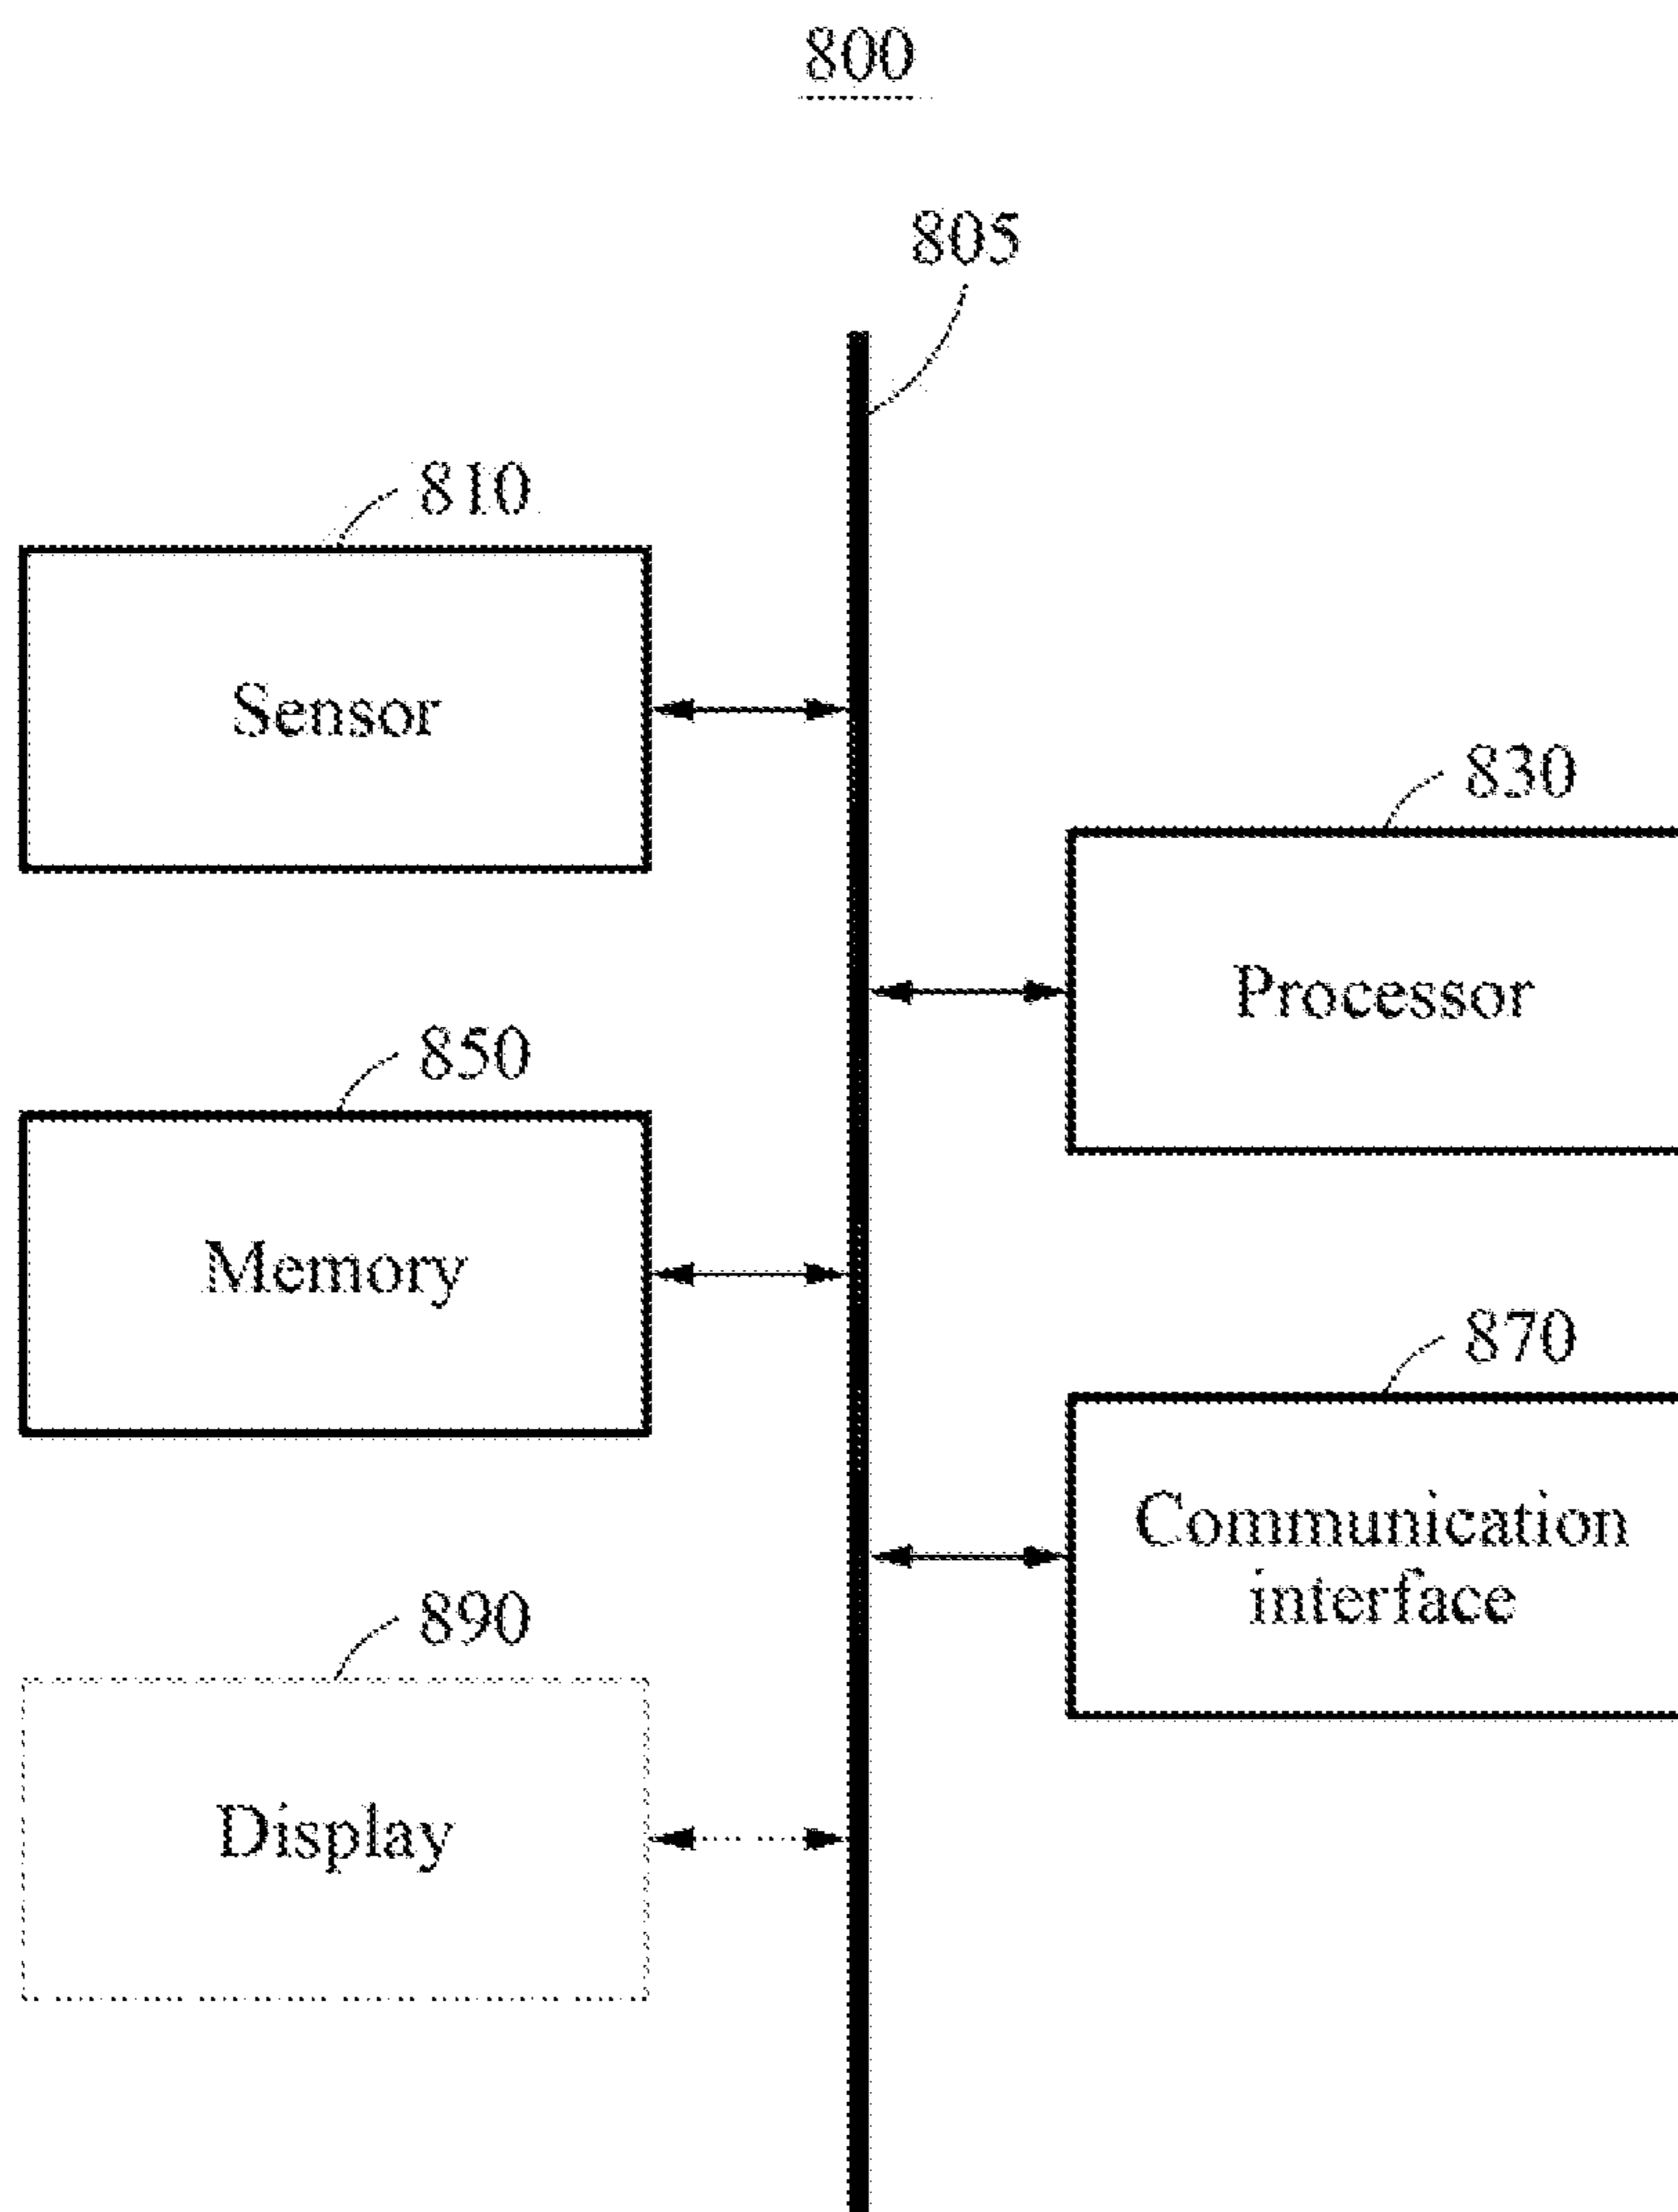 800
805
810
Sensor
830
Processor
850
Memory
870
Communication
interface
890
Display